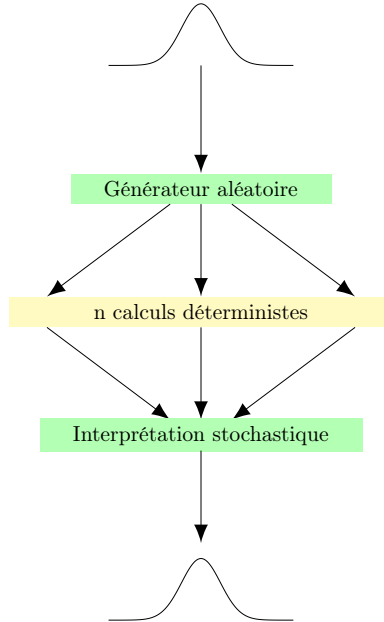 Générateur aléatoire
n calculs déterministes
Interprétation stochastique